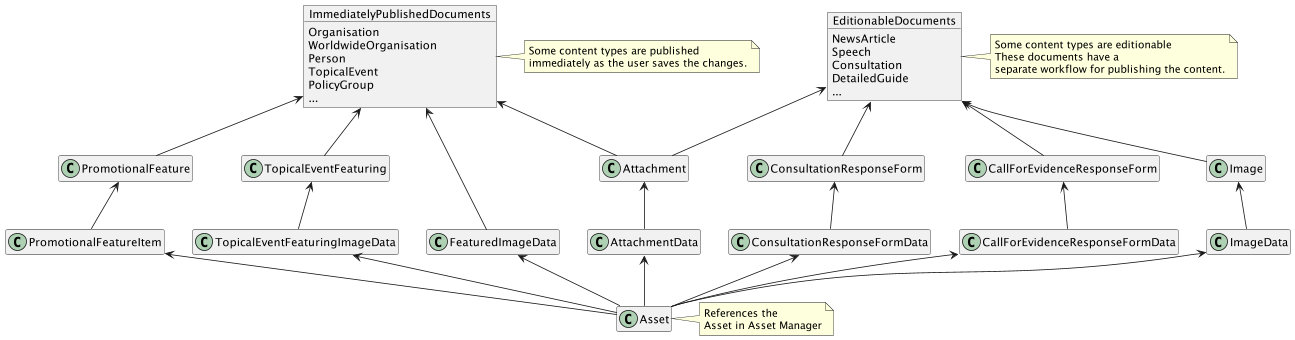 ImmediatelyPublishedDocuments
Organisation
WorldwideOrganisation
Person
TopicalEvent
PolicyGroup
...
Some content types are published
immediately as the user saves the changes.
EditionableDocuments
NewsArticle
Speech
Consultation
DetailedGuide
...
Some content types are editionable
These documents have a
separate workflow for publishing the content.
C PromotionalFeature
C TopicalEventFeaturing
C Attachment
C ConsultationResponseForm
C CallForEvidenceResponseForm
C Image
C PromotionalFeatureItem
C TopicalEventFeaturingImageData
C FeaturedImageData
C AttachmentData
C ConsultationResponseFormData
C CallForEvidenceResponseFormData
C ImageData
C Asset
References the
Asset in Asset Manager